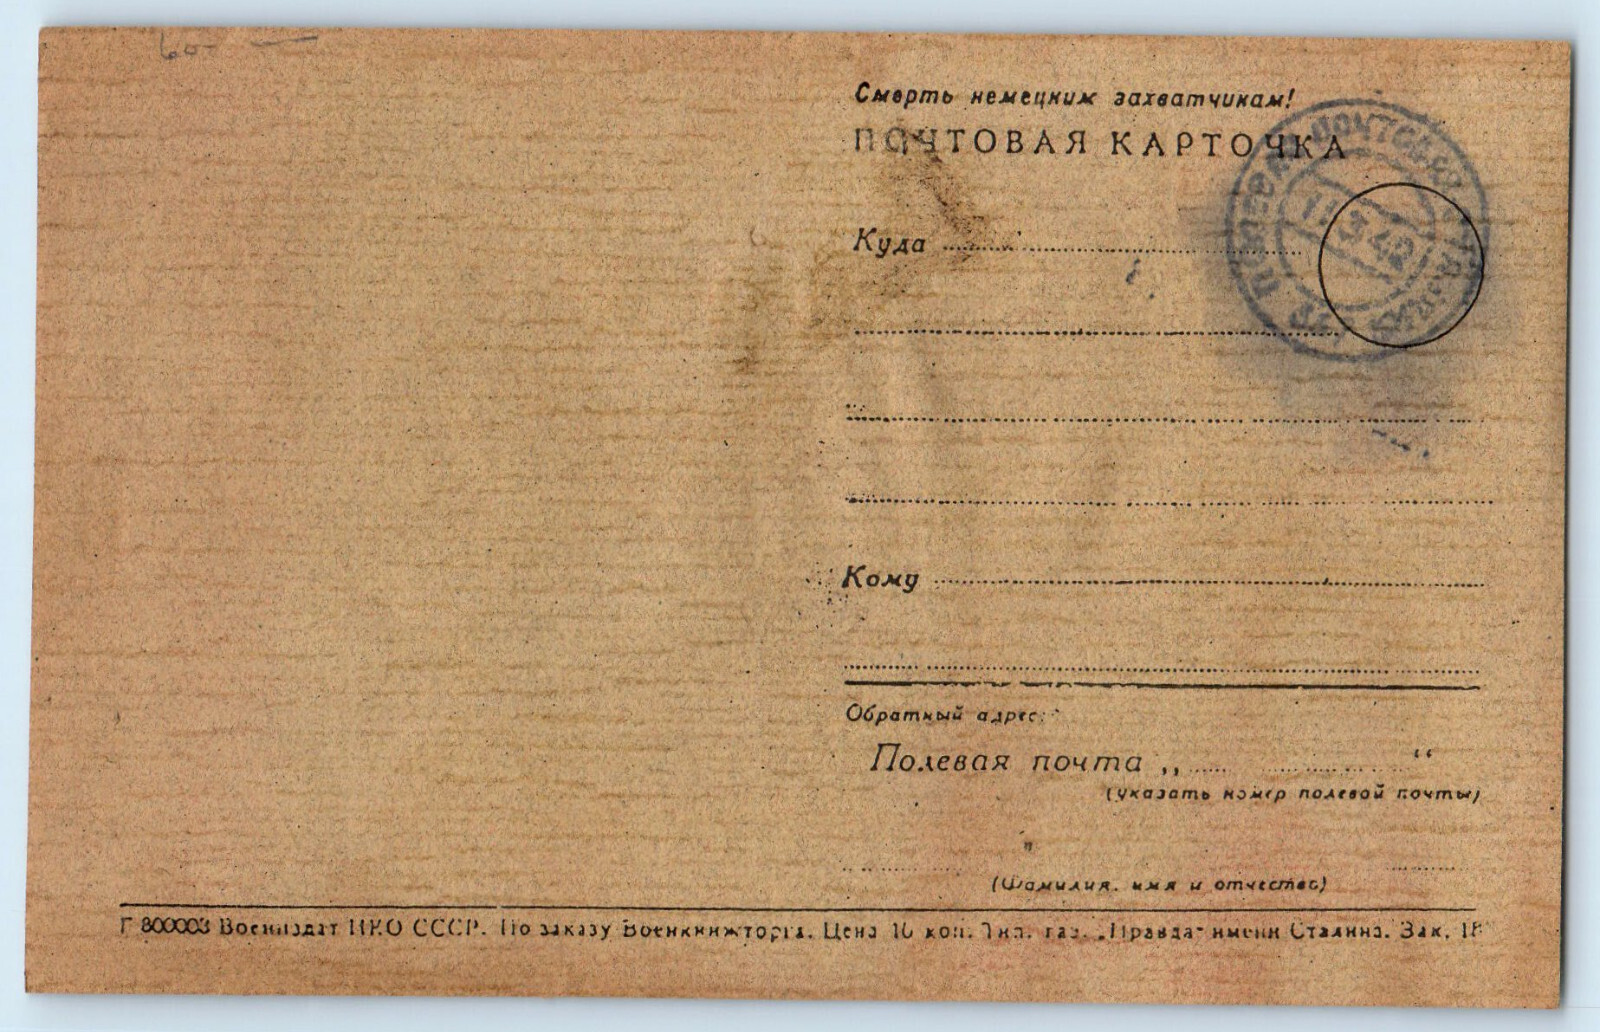 60-
Смерть немецким захватчикам!
ПОЧТОВАЯ КАРТОЧКА
Куда
Кому
Обратный адрес:
Полевая почта „ “
(указать номер полевой почты)
(Фамилия, имя и отчество)
Г 800003 Воениздат НКО СССР. По заказу Военкнижторга. Цена 10 коп. Тип. газ. „Правда“ имени Сталина. Зак. 18